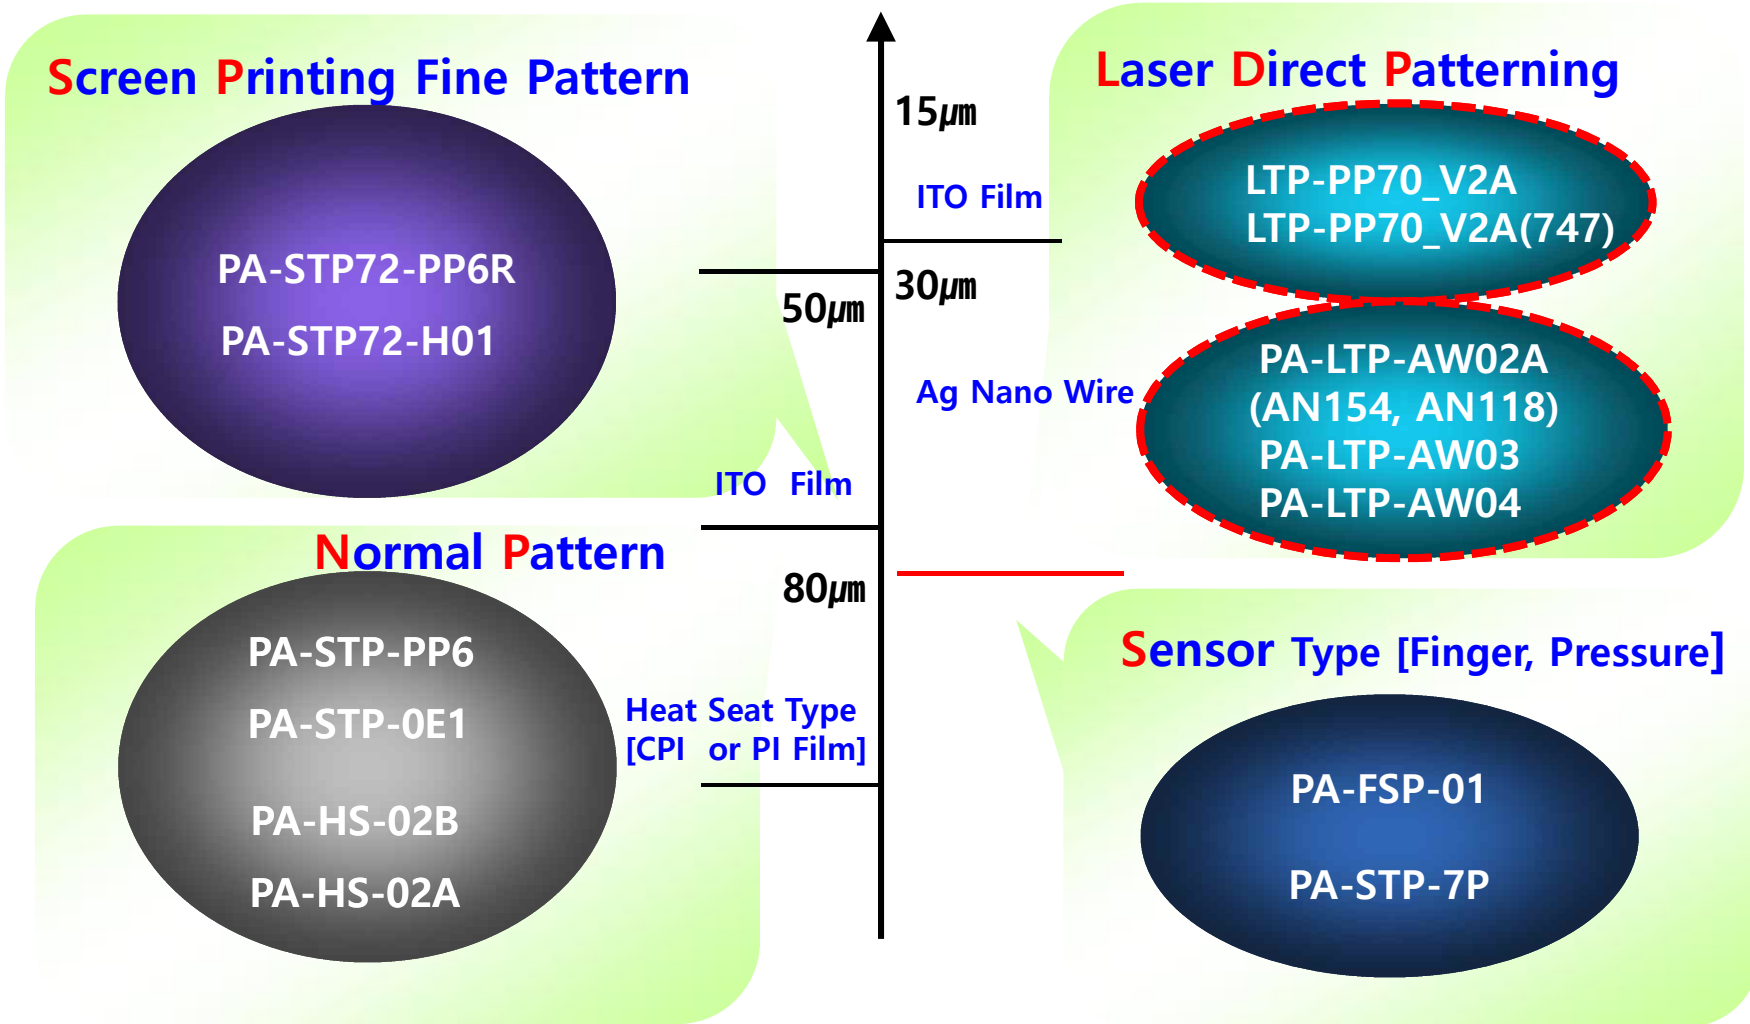 Screen Printing Fine Pattern
PA-STP72-PP6R
PA-STP72-H01
50㎛
ITO Film
Normal Pattern
80㎛
PA-STP-PP6
PA-STP-0E1
PA-HS-02B
PA-HS-02A
Heat Seat Type
[CPI or PI Film]
Laser Direct Patterning
15㎛
ITO Film
LTP-PP70_V2A
LTP-PP70_V2A(747)
30㎛
Ag Nano Wire
PA-LTP-AW02A
(AN154, AN118)
PA-LTP-AW03
PA-LTP-AW04
Sensor Type [Finger, Pressure]
PA-FSP-01
PA-STP-7P